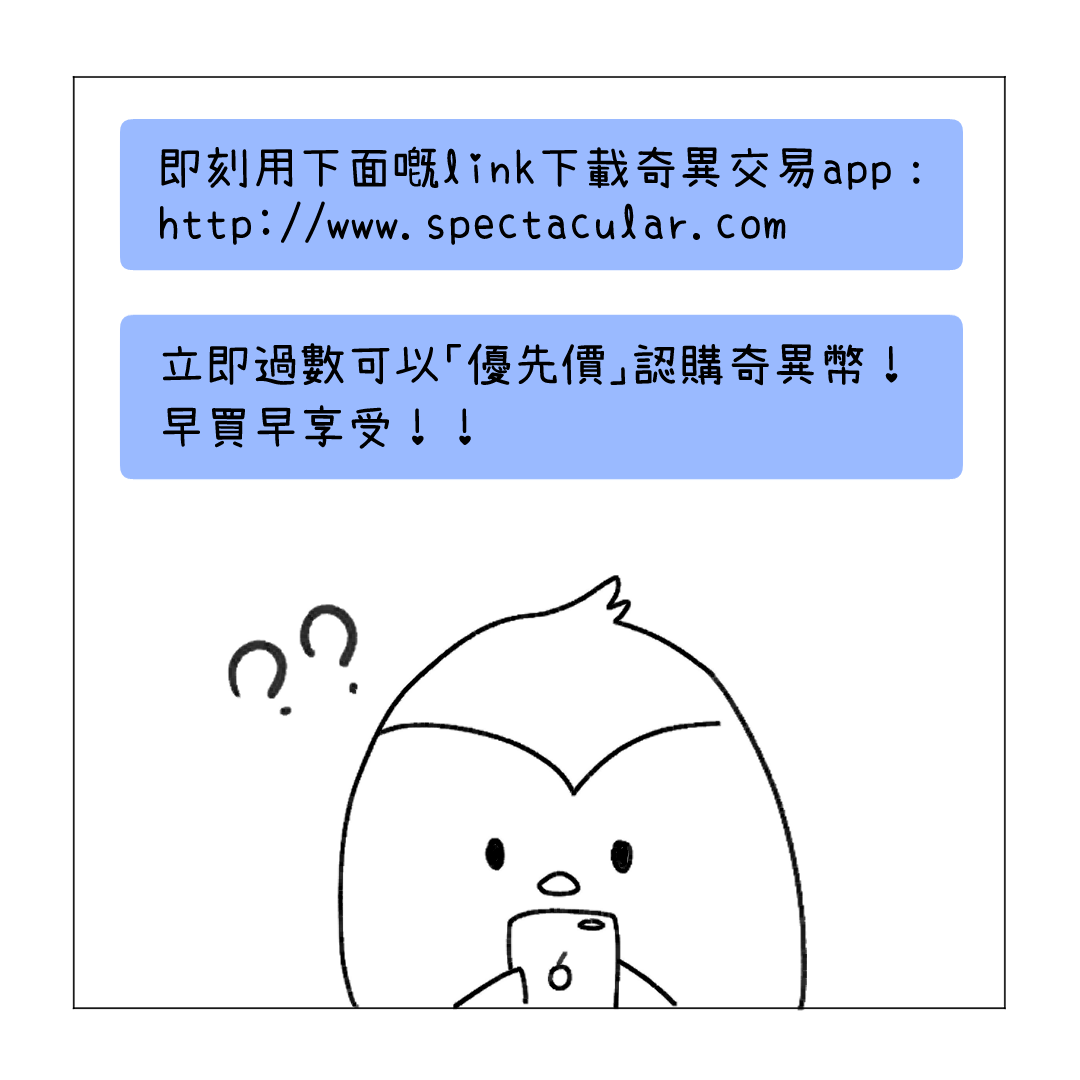 即刻用下面嘅link下載奇異交易app：
http://www.spectacular.com
立即過數可以「優先價」認購奇異幣！
早買早享受！！
??
6